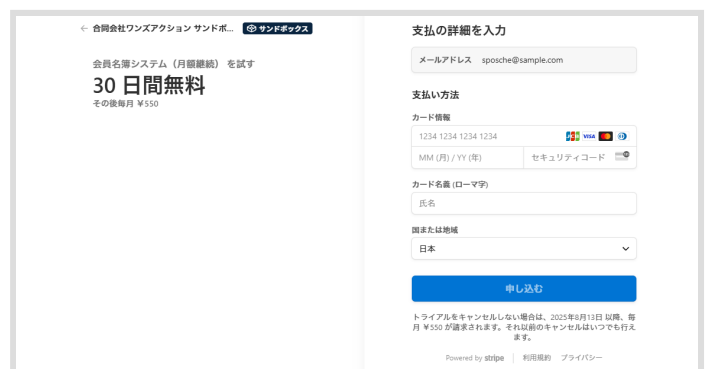 ← 合同会社ワンズアクション サンドボ... サンドボックス
会員名簿システム（月額継続） を試す
30 日間無料
その後毎月 ¥550
支払の詳細を入力
メールアドレス sposche@sample.com
支払い方法
カード情報
1234 1234 1234 1234 JCB VISA
MM (月) / YY (年) セキュリティコード
カード名義 (ローマ字)
氏名
国または地域
日本
申し込む
トライアルをキャンセルしない場合は、2025年8月13日 以降、毎
月 ¥550 が請求されます。それ以前のキャンセルはいつでも行え
ます。
Powered by stripe 利用規約 プライバシー